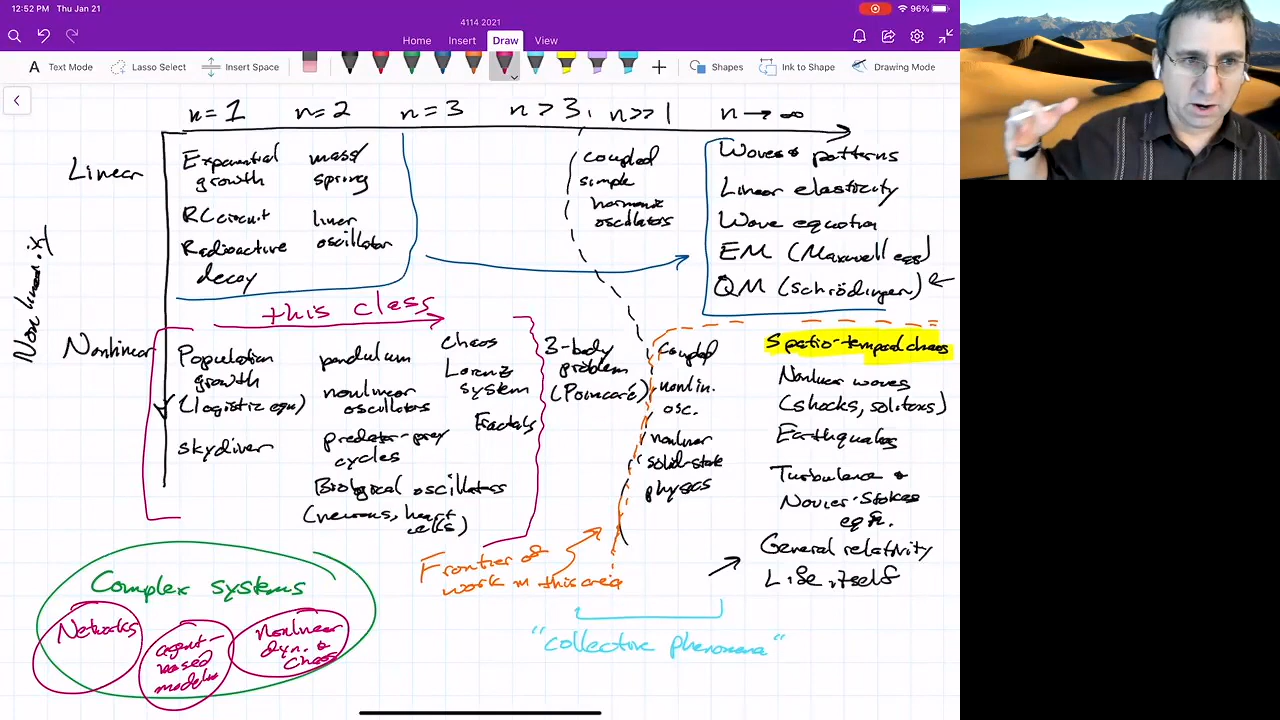 12:52 PM Thu Jan 21
96%
4114 2021
Home Insert Draw View
Text Mode Lasso Select Insert Space Shapes Ink to Shape Drawing Mode
n = 1 n = 2 n = 3 n > 3 n >> 1 n → ∞
Nonlinearity
Linear
Exponential
growth
RC circuit
Radioactive
decay
mass/
spring
linear
oscillator
coupled
simple
harmonic
oscillators
Waves & patterns
Linear elasticity
Wave equation
EM (Maxwell eqs)
QM (Schrödinger)
this class
Nonlinear
Population
growth
(logistic eqn)
skydiver
pendulum
nonlinear
oscillators
predator-prey
cycles
Biological oscillators
(neurons, heart
cells)
chaos
Lorenz
system
Fractals
3-body
problem
(Poincaré)
coupled
nonlin.
osc.
nonlinear
solid-state
physics
Spatio-temporal chaos
Nonlinear waves
(shocks, solitons)
Earthquakes
Turbulence &
Navier-Stokes
eqn.
General relativity
Life itself
Frontier of
work in this area
"collective phenomena"
Complex systems
Networks
agent-
based
models
nonlinear
dyn. &
chaos